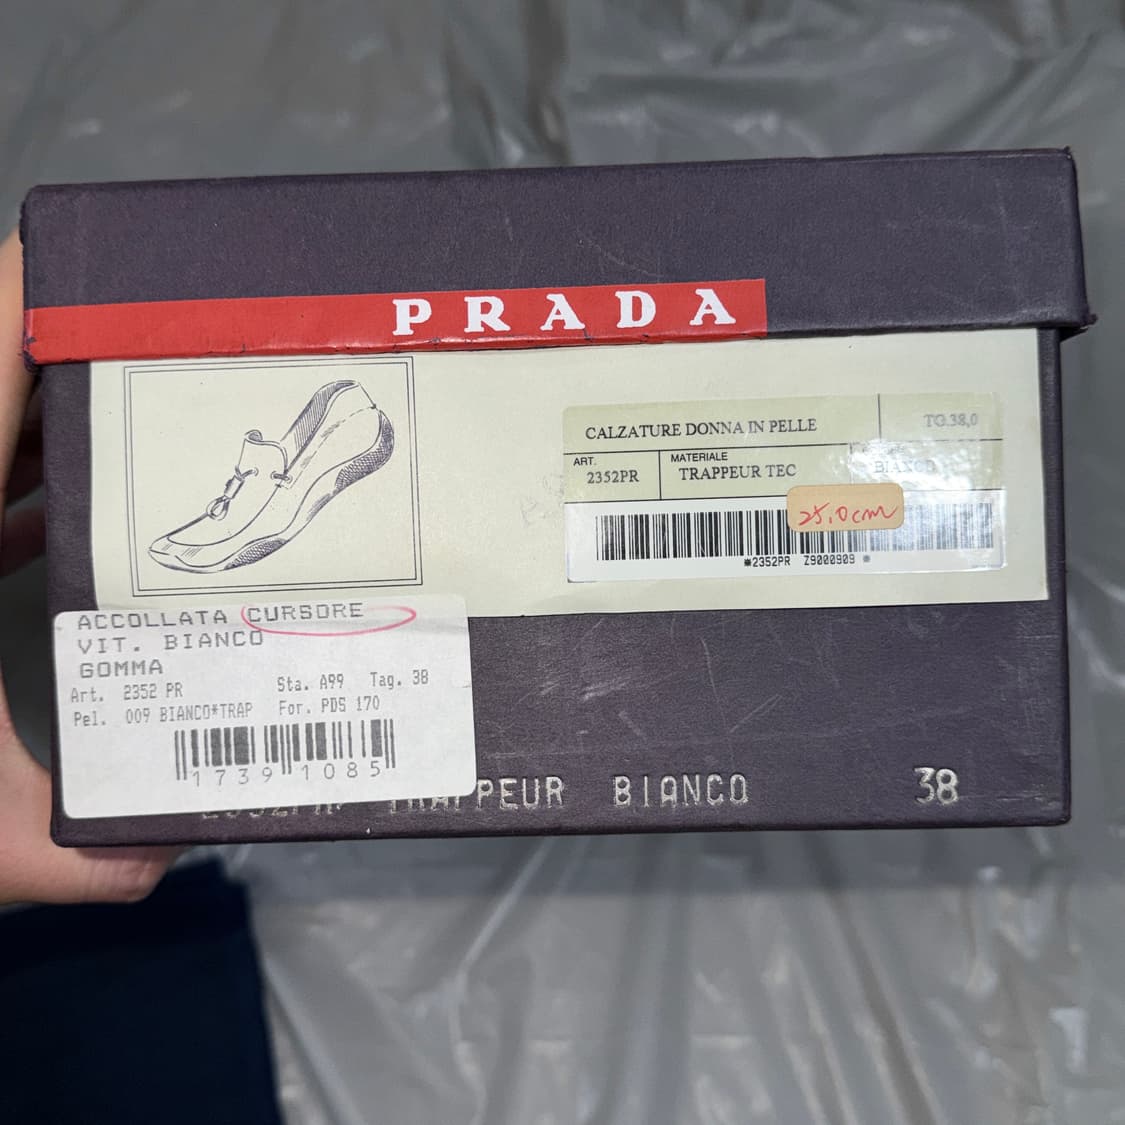 PRADA
CALZATURE DONNA IN PELLE
TG.38,0
ART.
2352PR
MATERIALE
TRAPPEUR TEC
BIANCO
25.0cm
*2352PR Z9000909 *
ACCOLLATA CURSORE
VIT. BIANCO
GOMMA
Art. 2352 PR Sta. A99 Tag. 38
Pel. 009 BIANCO*TRAP For. PDS 170
17391085
TRAPPEUR BIANCO 38